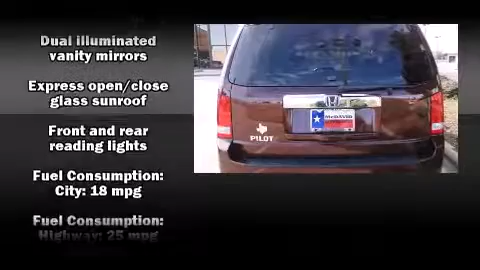 Dual illuminated
vanity mirrors
Express open/close
glass sunroof
Front and rear
reading lights
Fuel Consumption:
City: 18 mpg
Fuel Consumption:
Highway: 25 mpg
McDAVID
PILOT